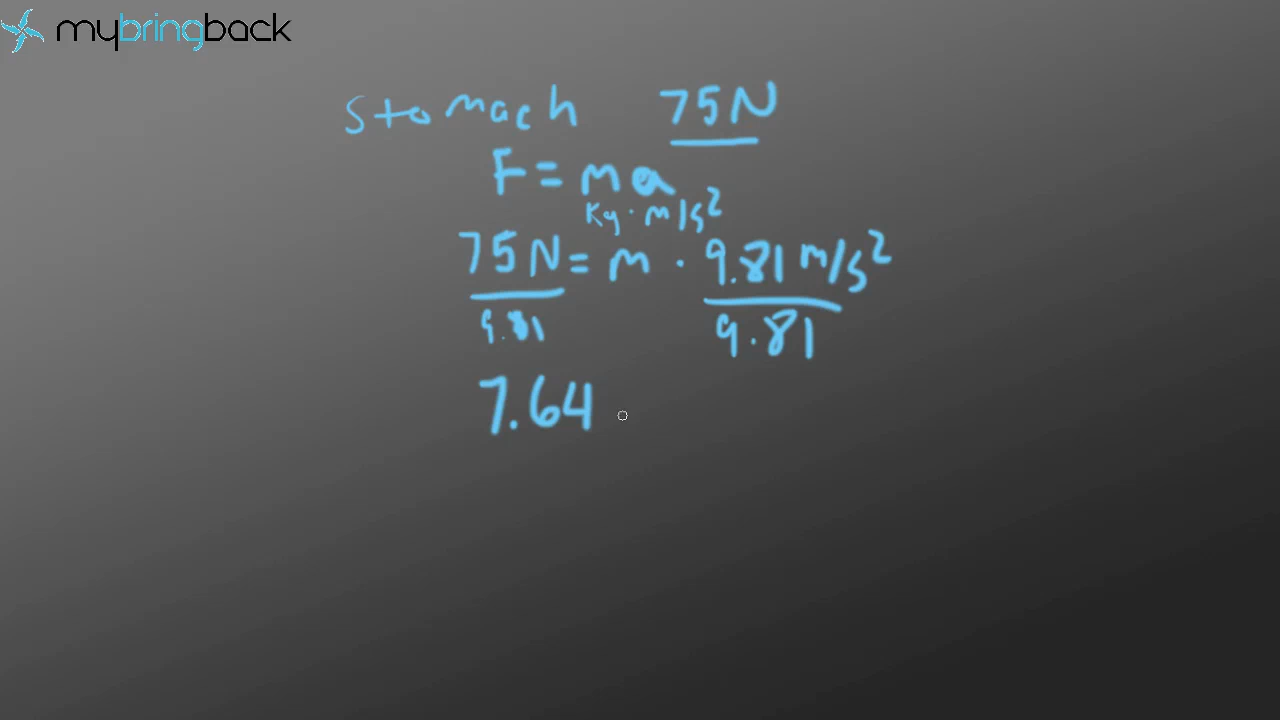 mybringback
Stomach 75N
F = ma
Kg · m/s²
75N = m · 9.81 m/s²
9.81 9.81
7.64